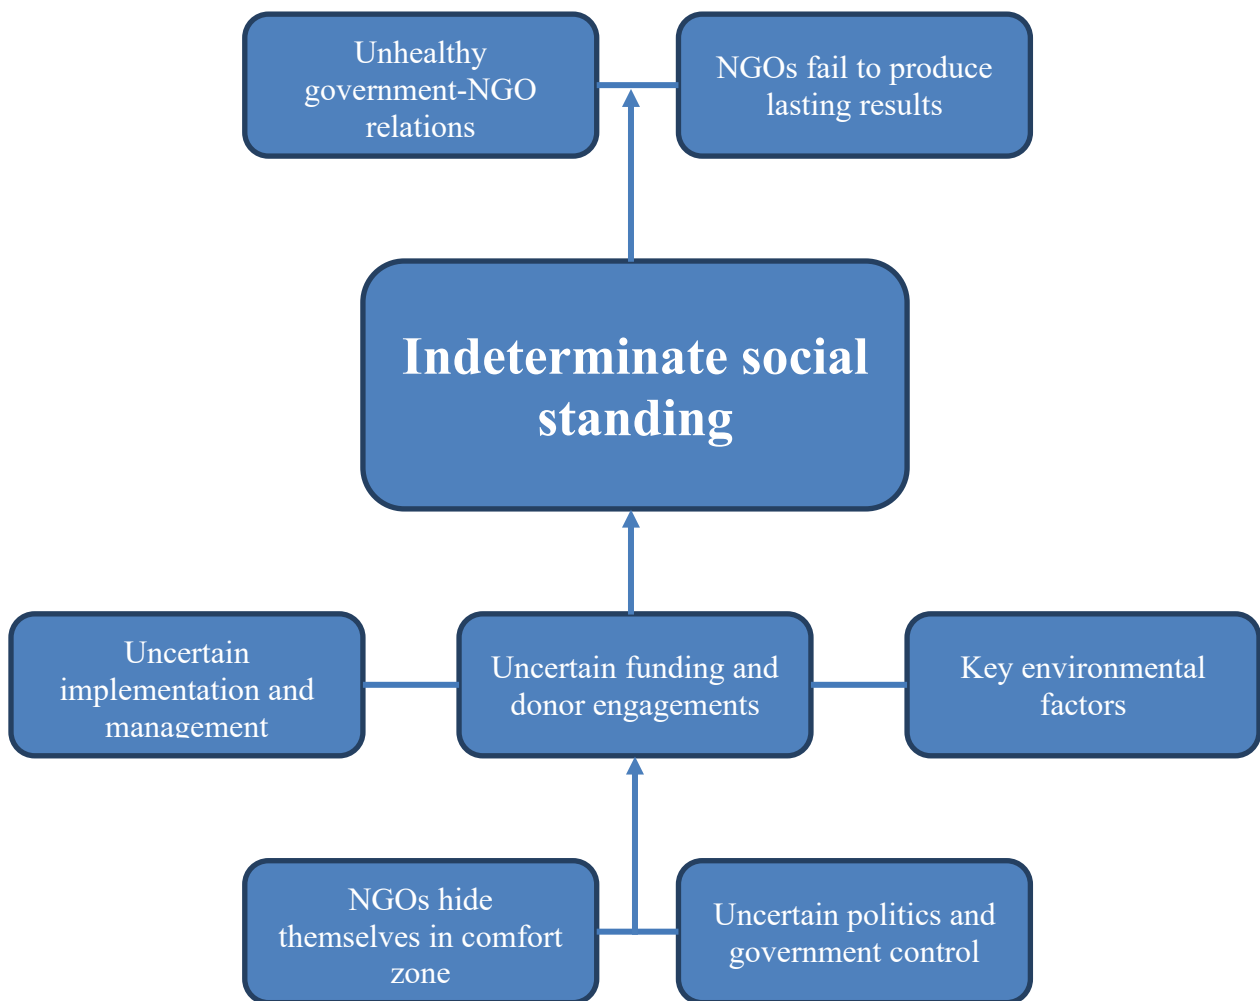 Unhealthy
government-NGO
relations
NGOs fail to produce
lasting results
Indeterminate social
standing
Uncertain
implementation and
management
Uncertain funding and
donor engagements
Key environmental
factors
NGOs hide
themselves in comfort
zone
Uncertain politics and
government control